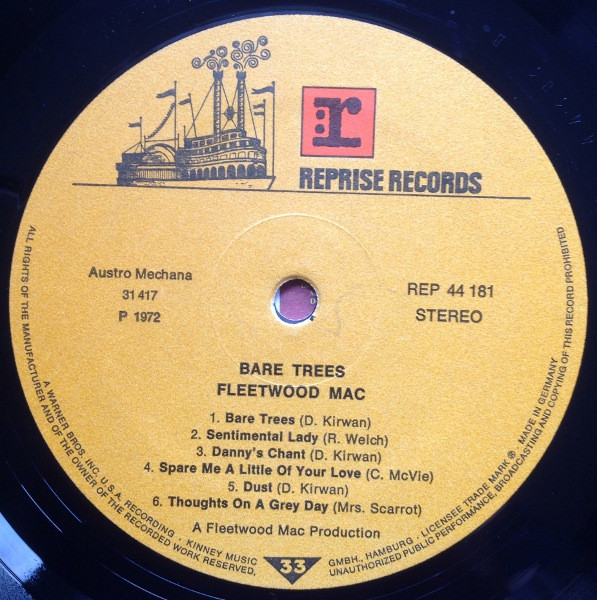 r
REPRISE RECORDS
Austro Mechana
31 417
P 1972
REP 44 181
STEREO
BARE TREES
FLEETWOOD MAC
1. Bare Trees (D. Kirwan)
2. Sentimental Lady (R. Welch)
3. Danny's Chant (D. Kirwan)
4. Spare Me A Little Of Your Love (C. McVie)
5. Dust (D. Kirwan)
6. Thoughts On A Grey Day (Mrs. Scarrot)
A Fleetwood Mac Production
33
ALL RIGHTS OF THE MANUFACTURER AND OF THE OWNER OF THE RECORDED WORK RESERVED.
A WARNER BROS. INC. U.S.A. RECORDING · KINNEY MUSIC GMBH., HAMBURG · LICENSEE TRADE MARK ® · MADE IN GERMANY
UNAUTHORIZED PUBLIC PERFORMANCE, BROADCASTING AND COPYING OF THIS RECORD PROHIBITED